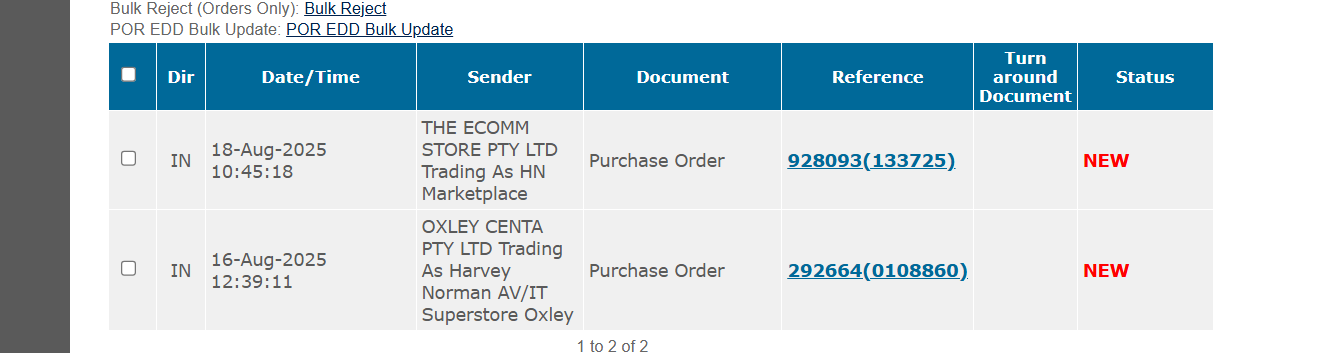 Bulk Reject (Orders Only): Bulk Reject
POR EDD Bulk Update: POR EDD Bulk Update
Dir
Date/Time
Sender
Document
Reference
Turn
around
Document
Status
IN
18-Aug-2025
10:45:18
THE ECOMM
STORE PTY LTD
Trading As HN
Marketplace
Purchase Order
928093(133725)
NEW
IN
16-Aug-2025
12:39:11
OXLEY CENTA
PTY LTD Trading
As Harvey
Norman AV/IT
Superstore Oxley
Purchase Order
292664(0108860)
NEW
1 to 2 of 2